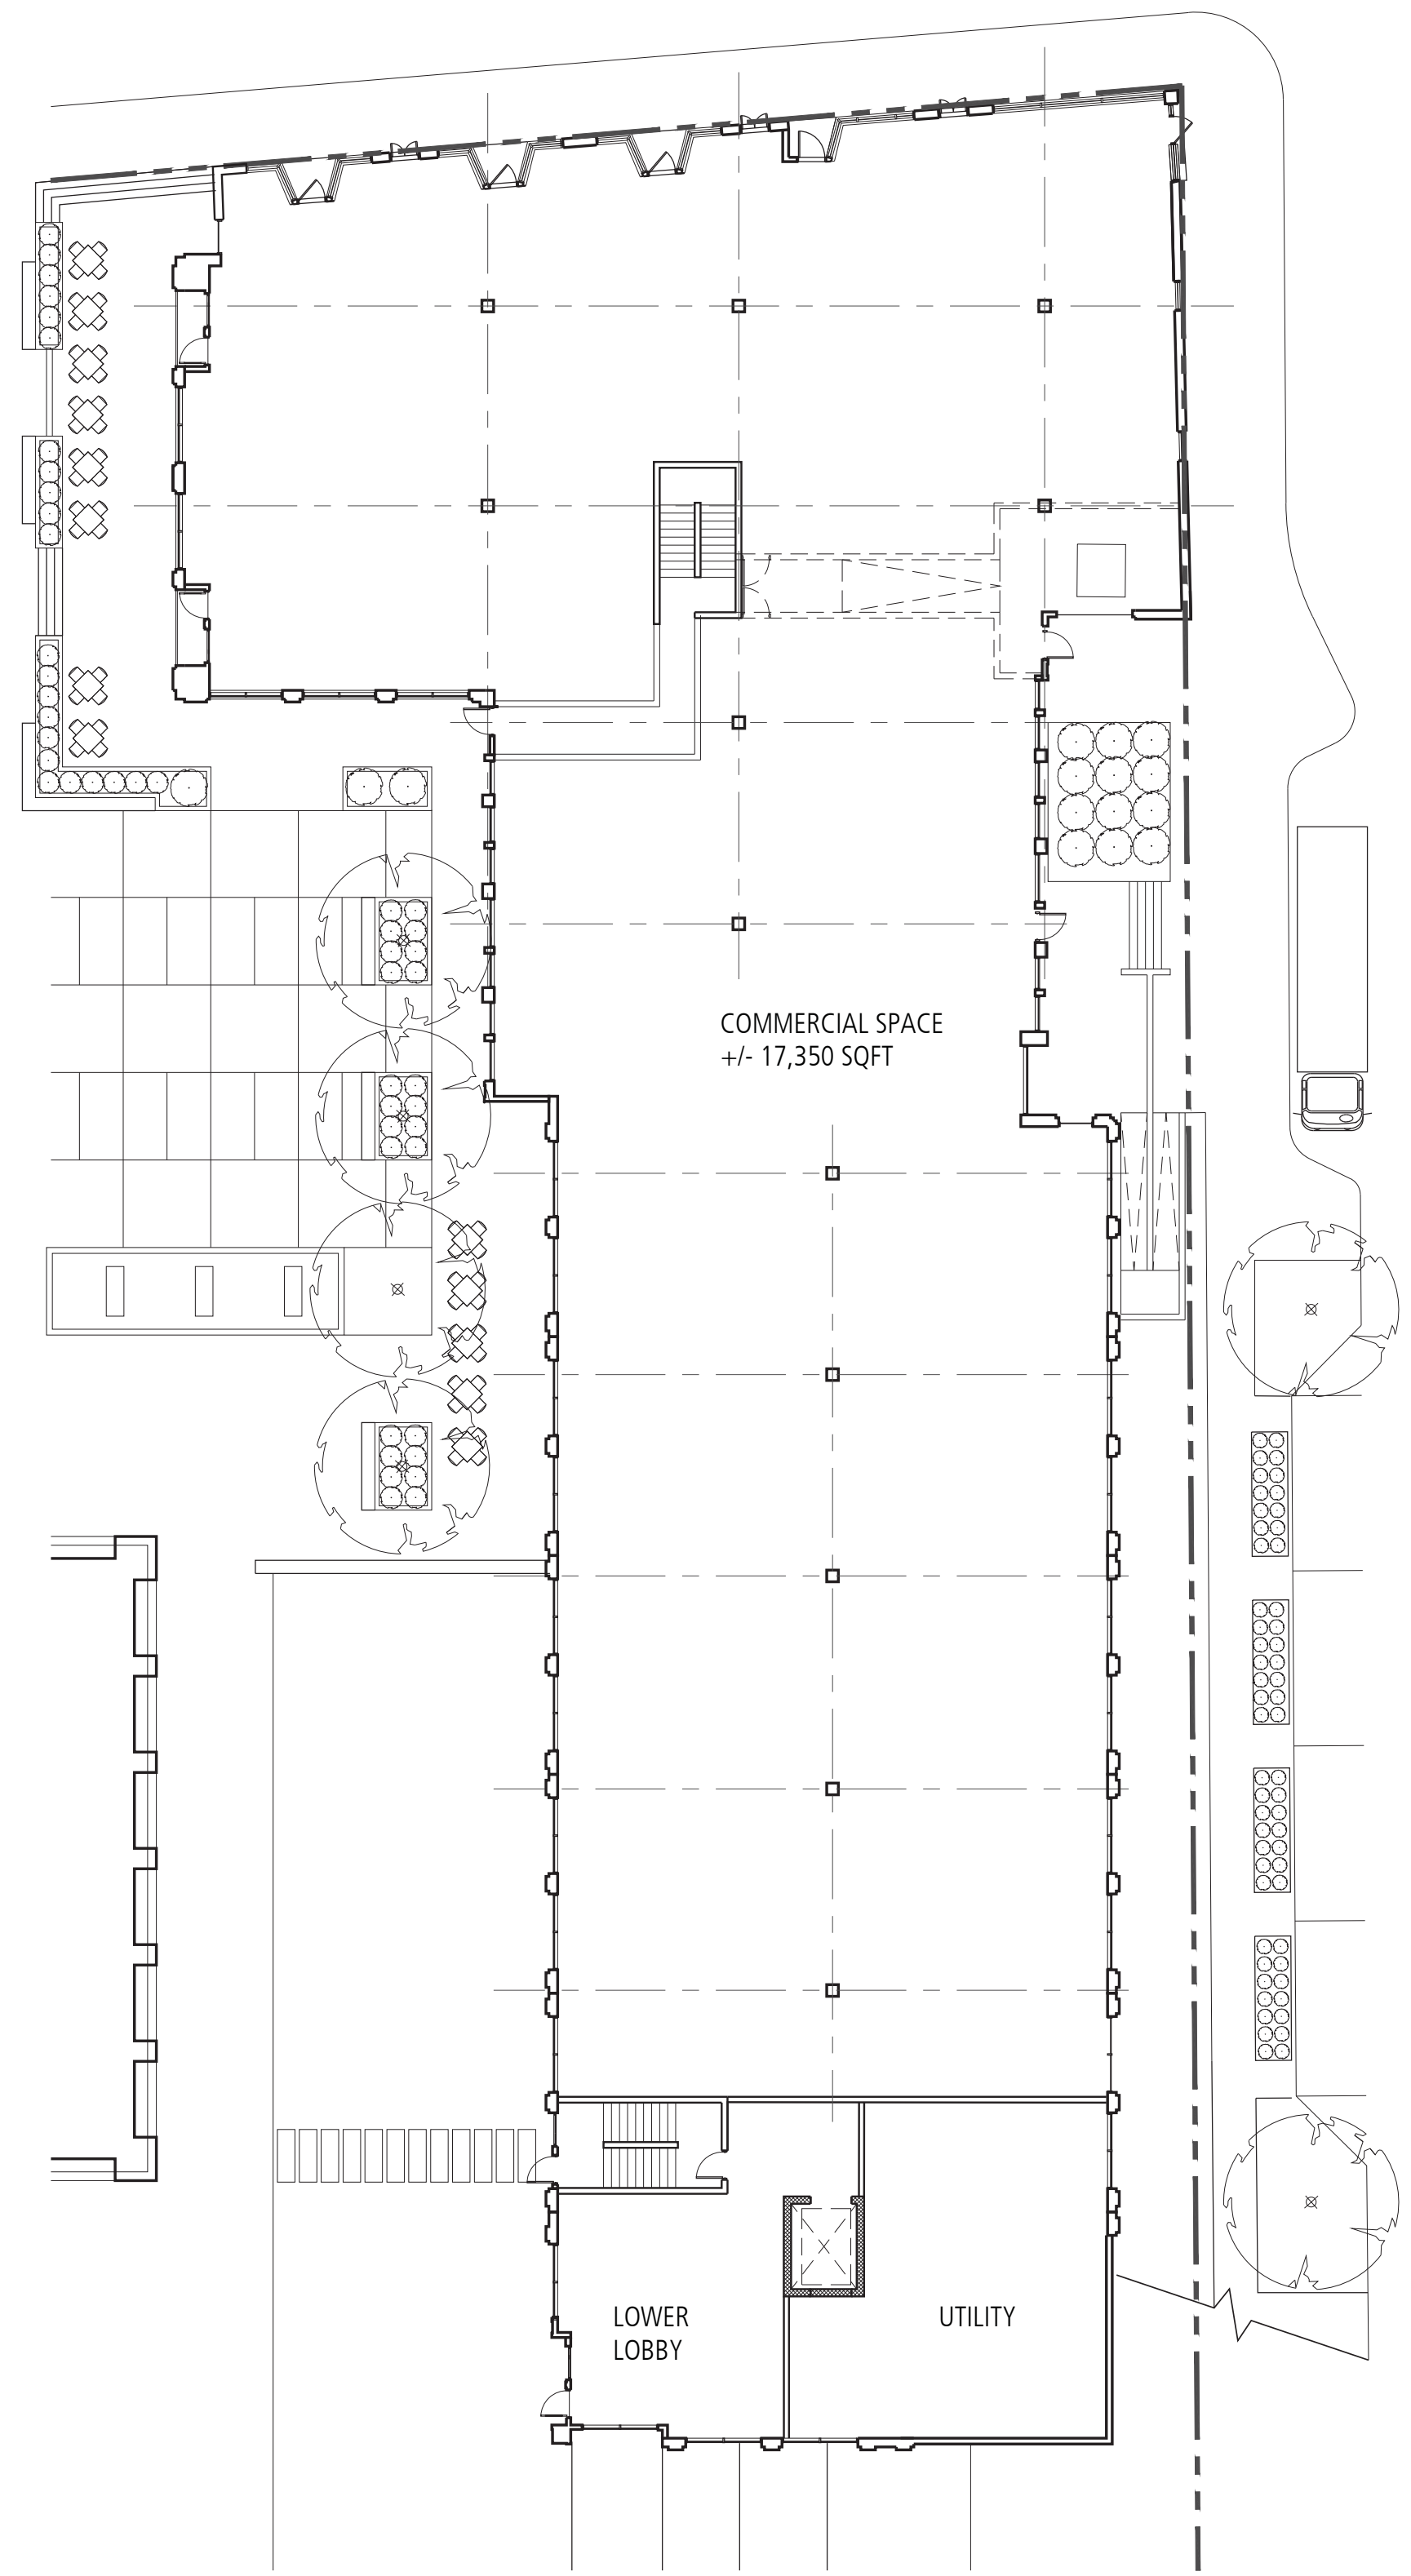 COMMERCIAL SPACE
+/- 17,350 SQFT
LOWER
LOBBY
UTILITY